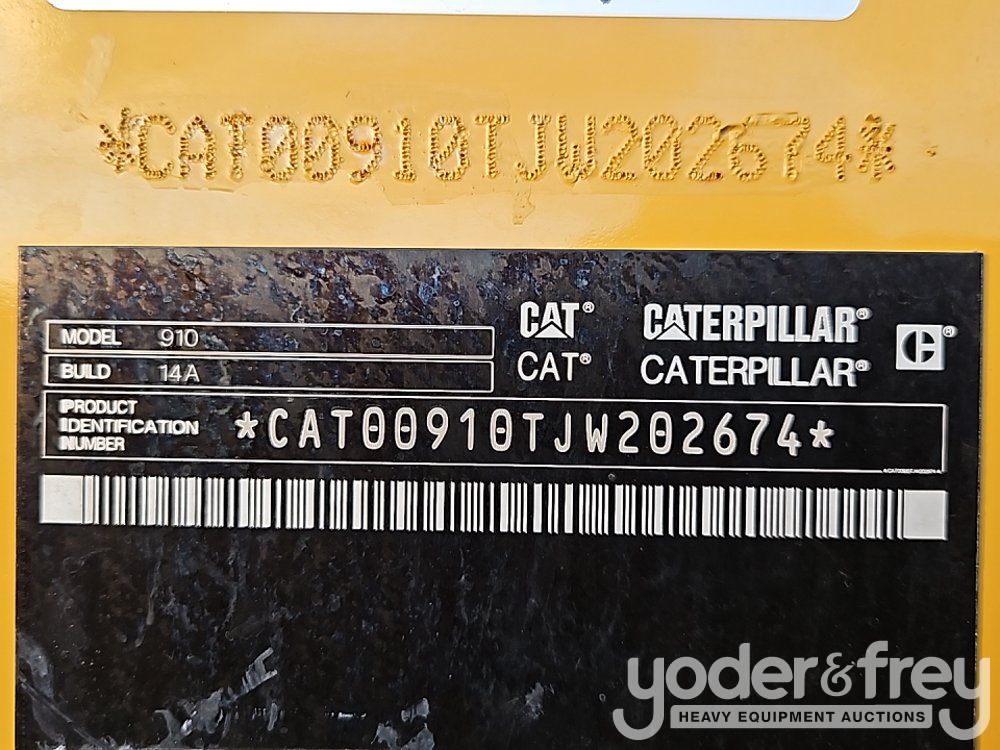 *CAT00910TJW202674*
CAT® CATERPILLAR®
MODEL 910
CAT® CATERPILLAR®
BUILD 14A
PRODUCT
IDENTIFICATION
NUMBER
*CAT00910TJW202674*
yoder&frey
HEAVY EQUIPMENT AUCTIONS